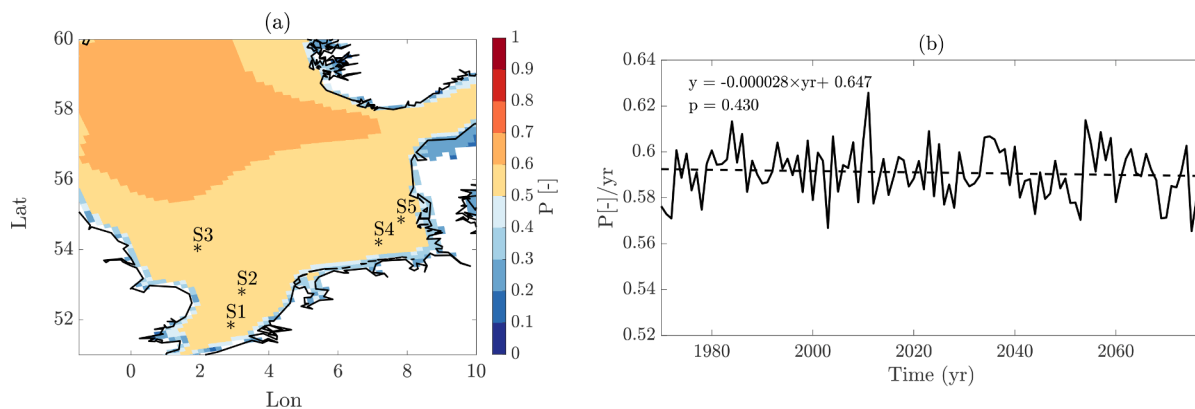 (a)
60
58
56
54
52
Lat
0
2
4
6
8
10
Lon
S1
S2
S3
S4
S5
1
0.9
0.8
0.7
0.6
0.5
0.4
0.3
0.2
0.1
0
P [-]
(b)
0.64
0.62
0.6
0.58
0.56
0.54
0.52
P[-]/yr
y = -0.000028×yr+ 0.647
p = 0.430
1980
2000
2020
2040
2060
Time (yr)